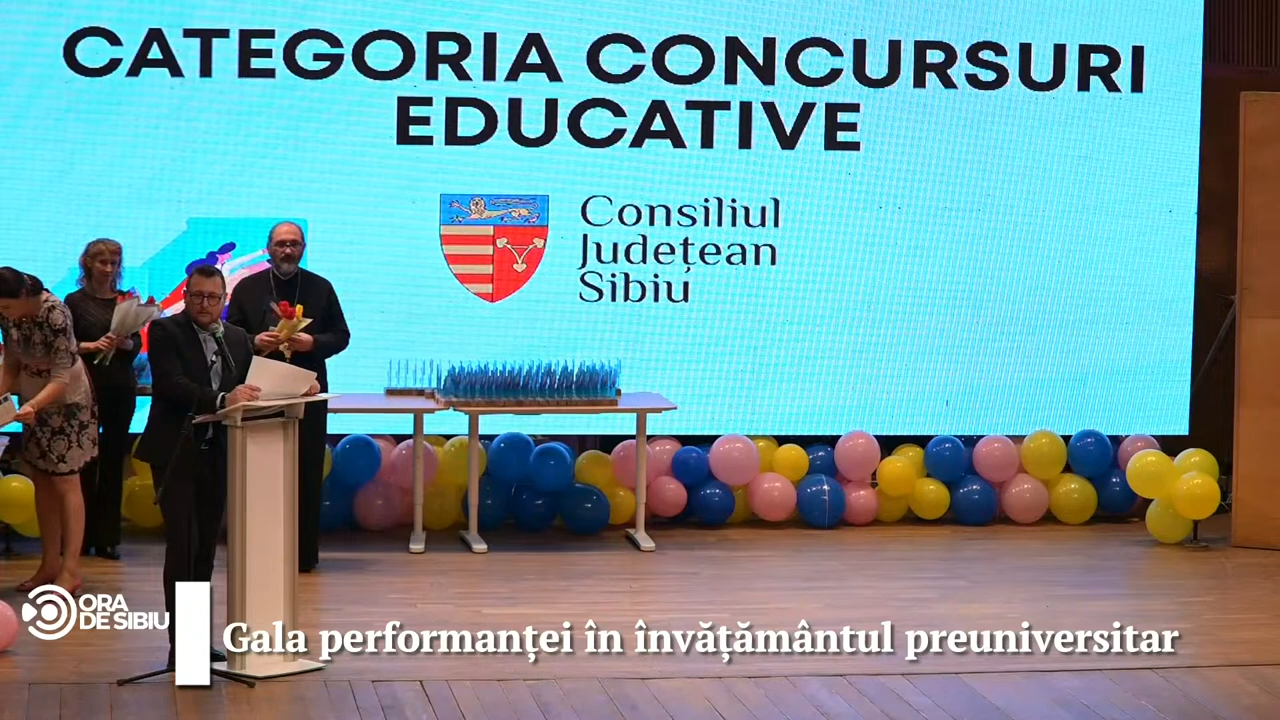 CATEGORIA CONCURSURI
EDUCATIVE
Consiliul
Județean
Sibiu
ORA
DE SIBIU
Gala performanței în învățământul preuniversitar